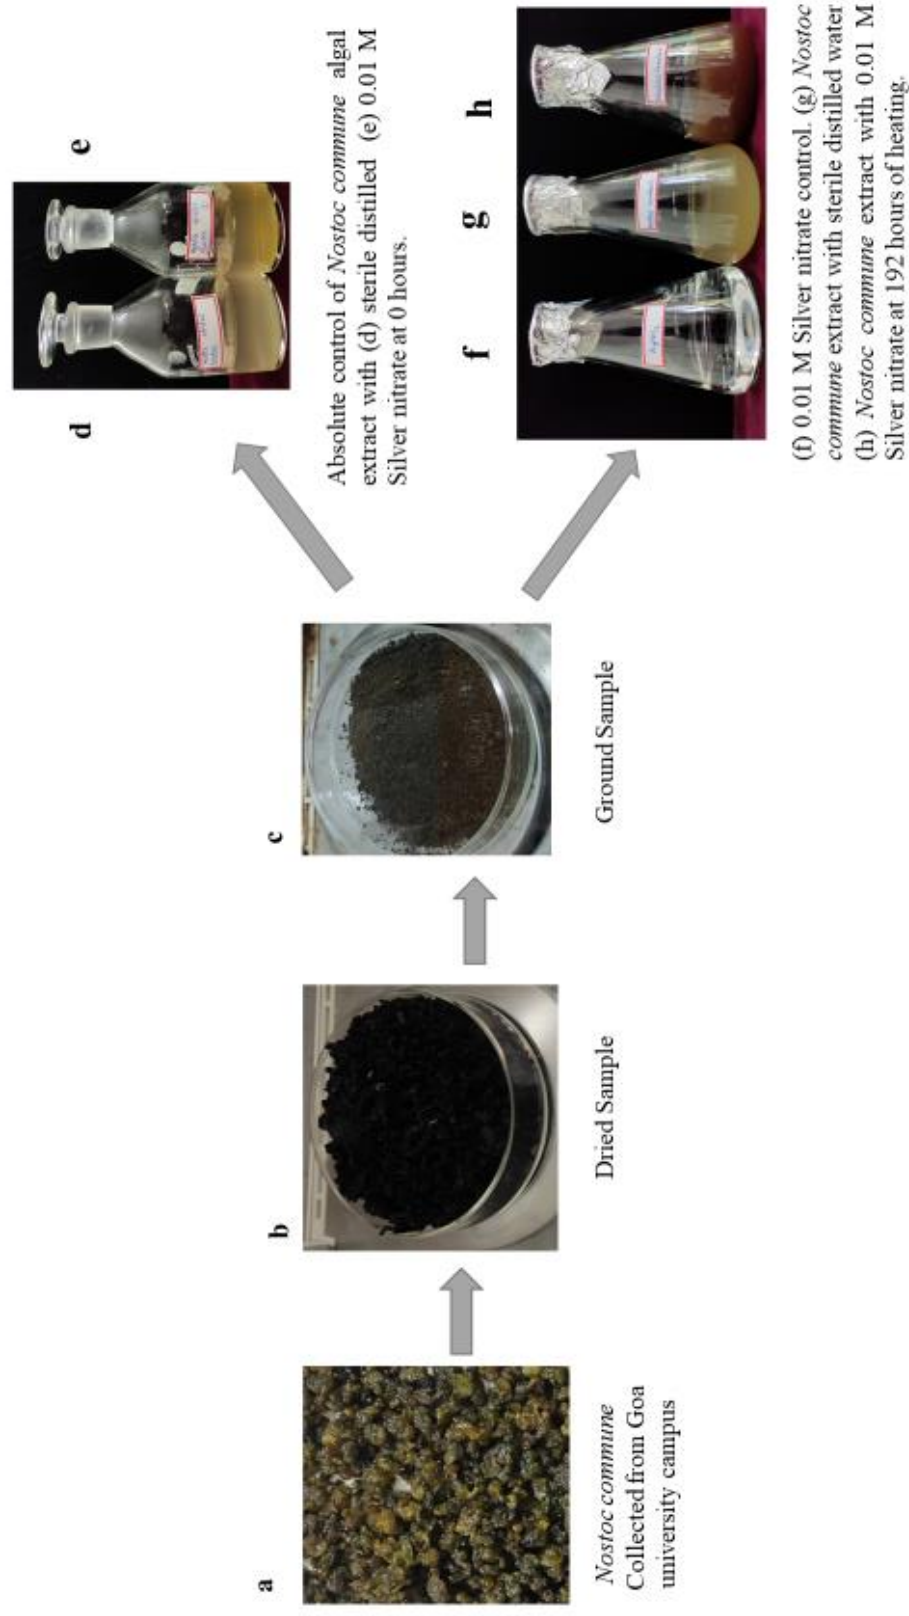 a
Nostoc commune
Collected from Goa
university campus
b
Dried Sample
c
Ground Sample
d
e
Absolute control of Nostoc commune algal
extract with (d) sterile distilled (e) 0.01 M
Silver nitrate at 0 hours.
f
g
h
(f) 0.01 M Silver nitrate control. (g) Nostoc
commune extract with sterile distilled water
(h) Nostoc commune extract with 0.01 M
Silver nitrate at 192 hours of heating.